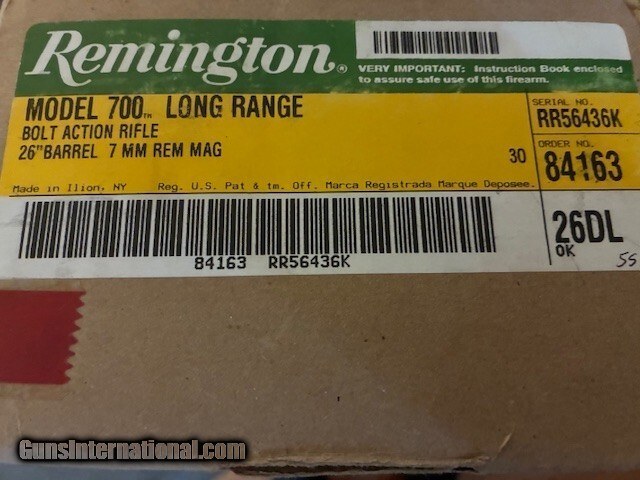 Remington®
VERY IMPORTANT: Instruction Book enclosed
to assure safe use of this firearm.
MODEL 700™ LONG RANGE
BOLT ACTION RIFLE
26" BARREL 7 MM REM MAG
30
Made in Ilion, NY Reg. U.S. Pat & tm. Off. Marca Registrada Marque Deposee.
SERIAL NO.
RR56436K
ORDER NO.
84163
26DL
OK
55
84163 RR56436K
GunsInternational.com